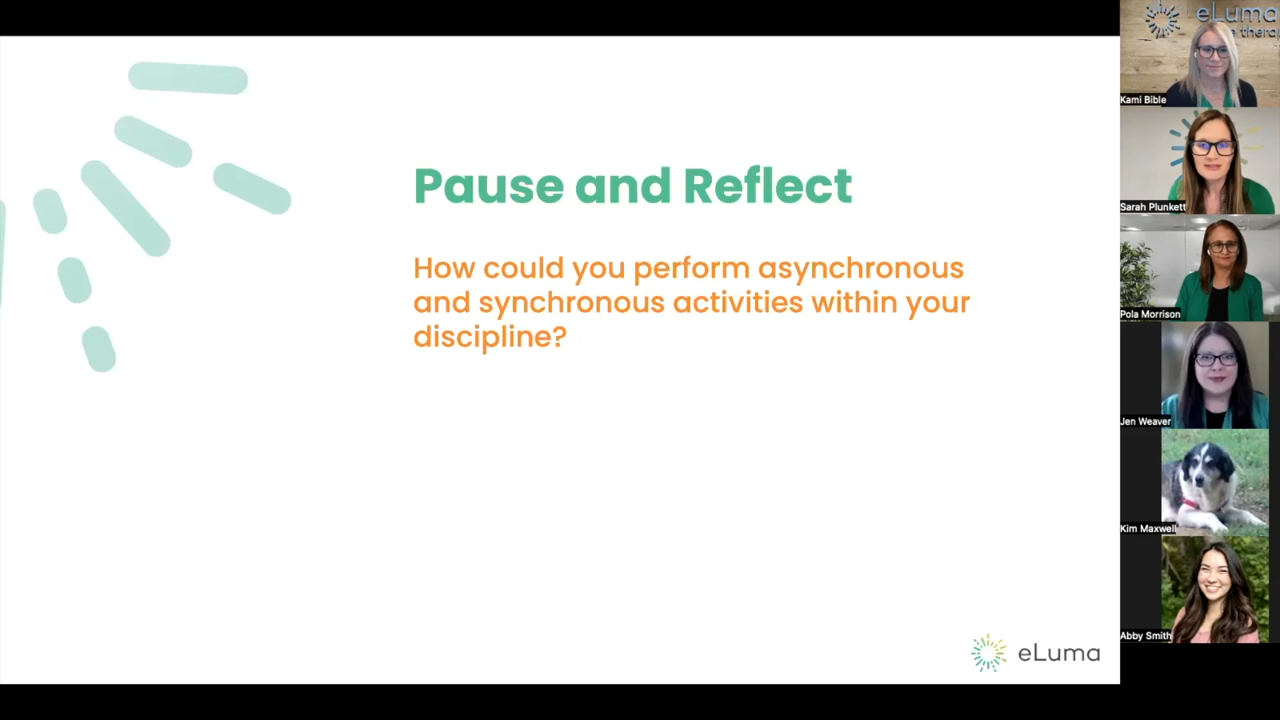 Pause and Reflect
How could you perform asynchronous
and synchronous activities within your
discipline?
eLuma
eLuma
Kami Bible
Sarah Plunkett
Pola Morrison
Jen Weaver
Kim Maxwell
Abby Smith